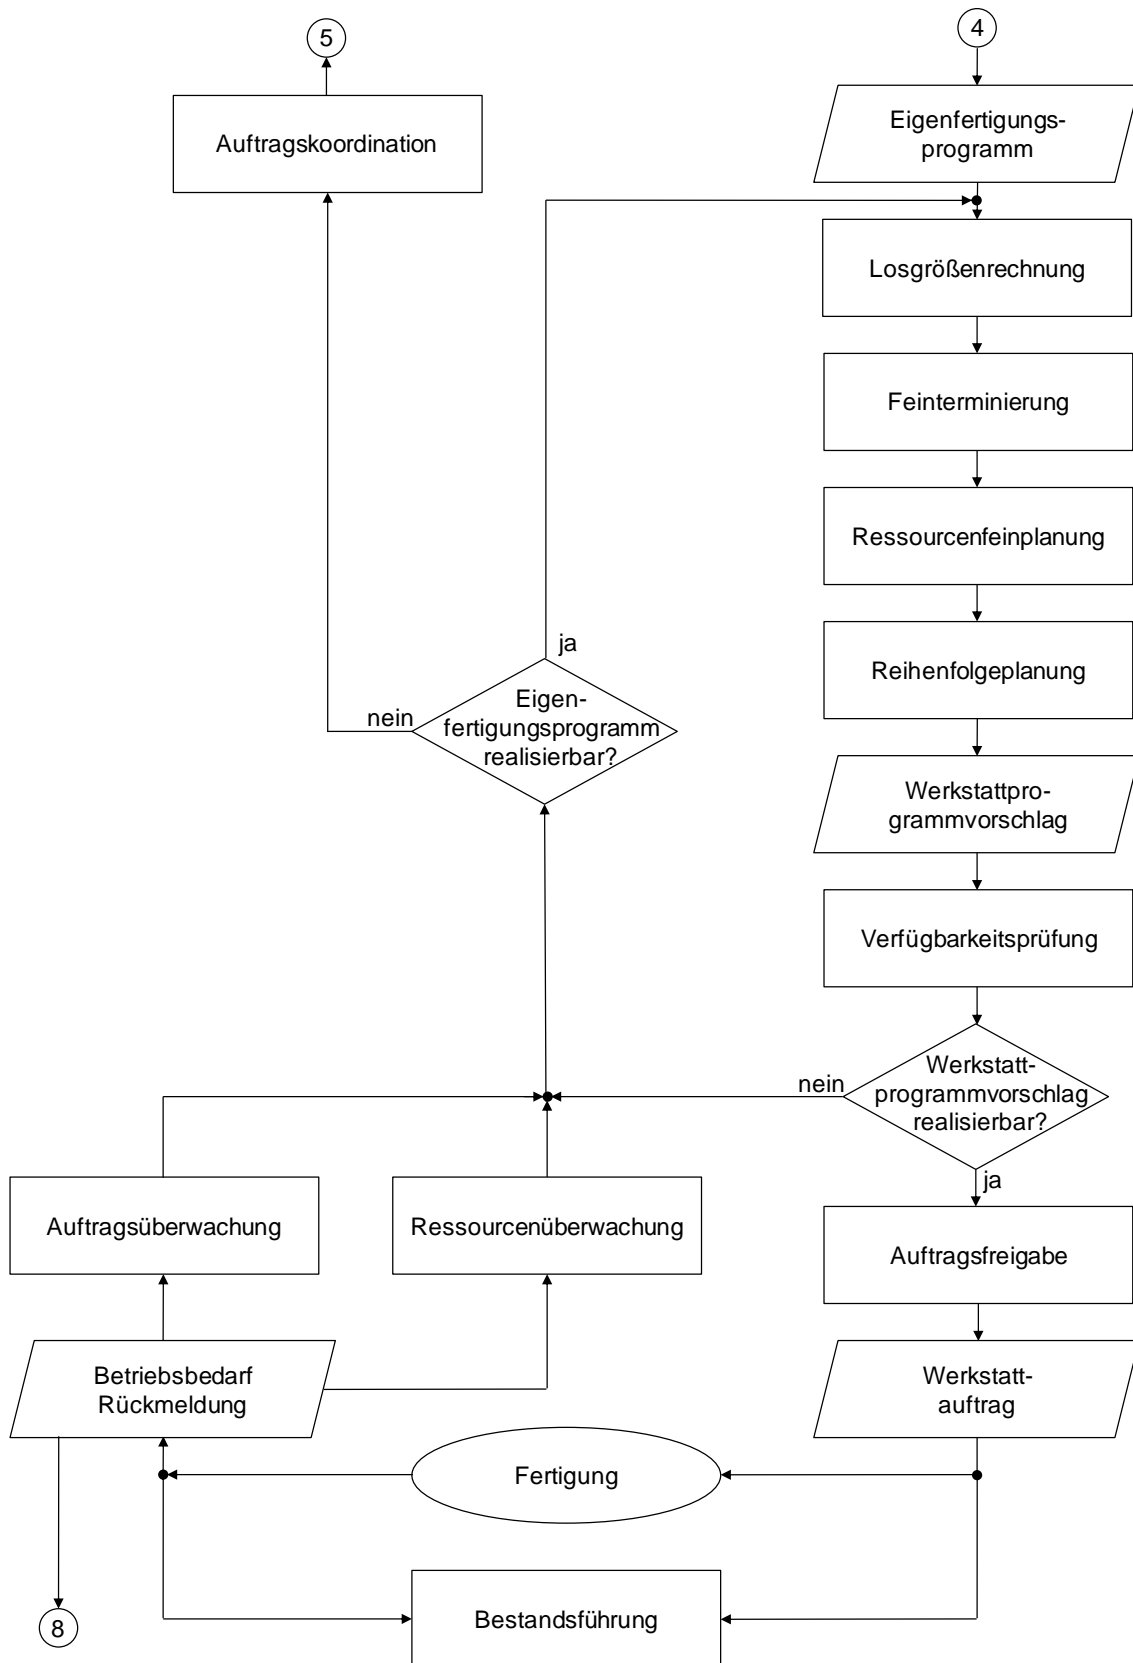 5
4
Auftragskoordination
Eigenfertigungs-
programm
Losgrößenrechnung
Feinterminierung
Ressourcenfeinplanung
Reihenfolgeplanung
ja
nein
Eigen-
fertigungsprogramm
realisierbar?
Werkstattpro-
grammvorschlag
Verfügbarkeitsprüfung
nein
Werkstatt-
programmvorschlag
realisierbar?
ja
Auftragsüberwachung
Ressourcenüberwachung
Auftragsfreigabe
Betriebsbedarf
Rückmeldung
Werkstatt-
auftrag
Fertigung
Bestandsführung
8